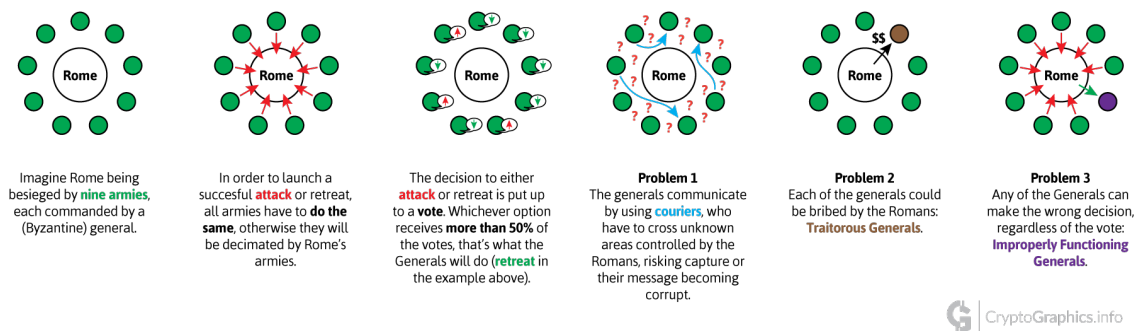 Rome
Rome
Rome
Rome
Rome
Rome
$$
? ? ? ? ? ? ? ? ? ? ? ? ? ? ? ?
Imagine Rome being
besieged by nine armies,
each commanded by a
(Byzantine) general.
In order to launch a
succesful attack or retreat,
all armies have to do the
same, otherwise they will
be decimated by Rome's
armies.
The decision to either
attack or retreat is put up
to a vote. Whichever option
receives more than 50% of
the votes, that's what the
Generals will do (retreat in
the example above).
Problem 1
The generals communicate
by using couriers, who
have to cross unknown
areas controlled by the
Romans, risking capture or
their message becoming
corrupt.
Problem 2
Each of the generals could
be bribed by the Romans:
Traitorous Generals.
Problem 3
Any of the Generals can
make the wrong decision,
regardless of the vote:
Improperly Functioning
Generals.
CryptoGraphics.info